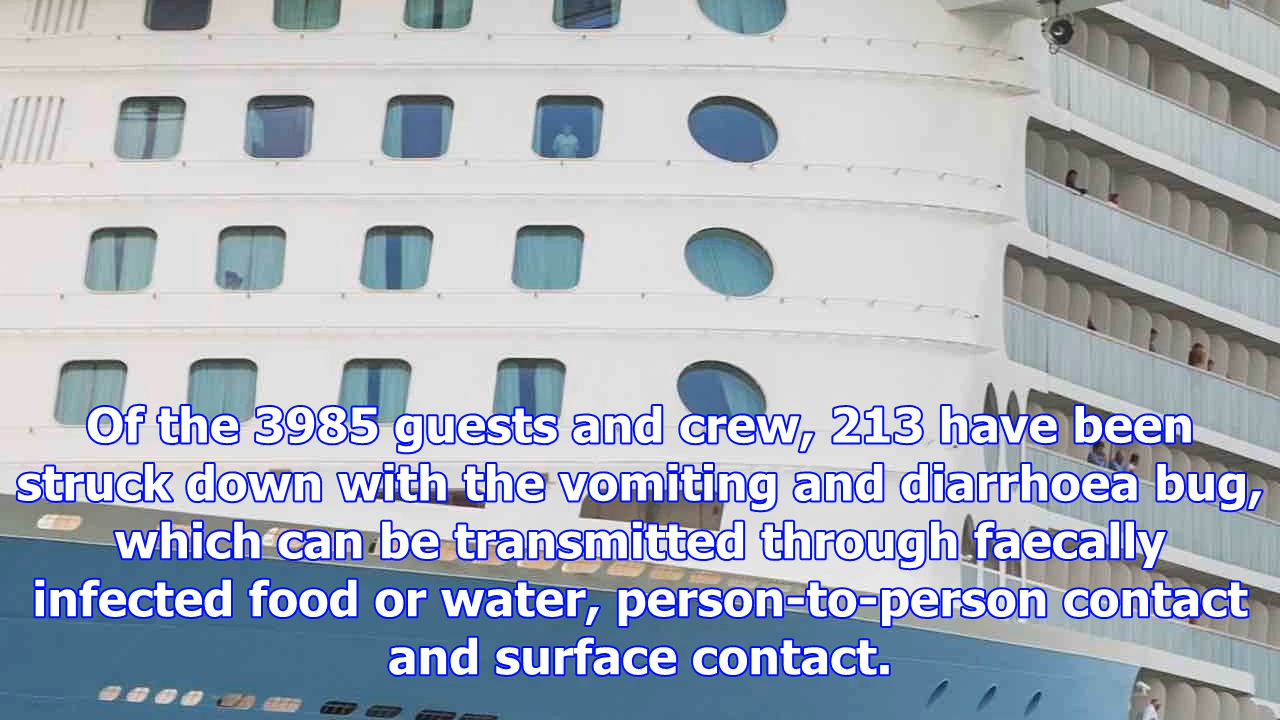 Of the 3985 guests and crew, 213 have been
struck down with the vomiting and diarrhoea bug,
which can be transmitted through faecally
infected food or water, person-to-person contact
and surface contact.